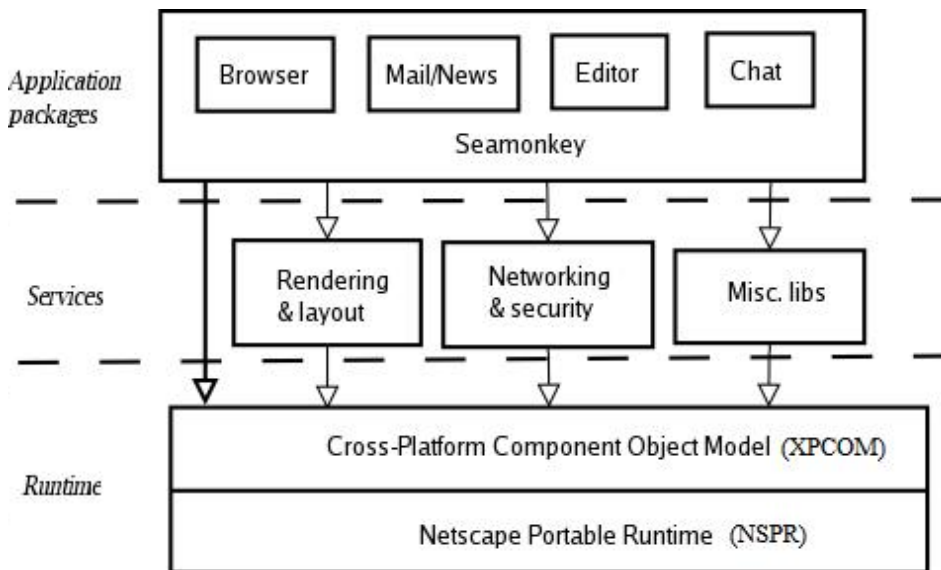 Application
packages
Browser
Mail/News
Editor
Chat
Seamonkey
Services
Rendering
& layout
Networking
& security
Misc. libs
Runtime
Cross-Platform Component Object Model (XPCOM)
Netscape Portable Runtime (NSPR)